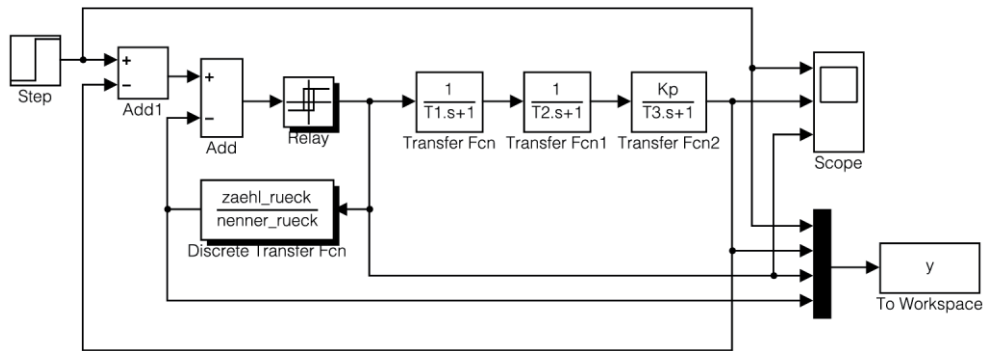 Step
+
−
Add1
+
−
Add
Relay
1
T1.s+1
Transfer Fcn
1
T2.s+1
Transfer Fcn1
Kp
T3.s+1
Transfer Fcn2
Scope
zaehl_rueck
nenner_rueck
Discrete Transfer Fcn
y
To Workspace